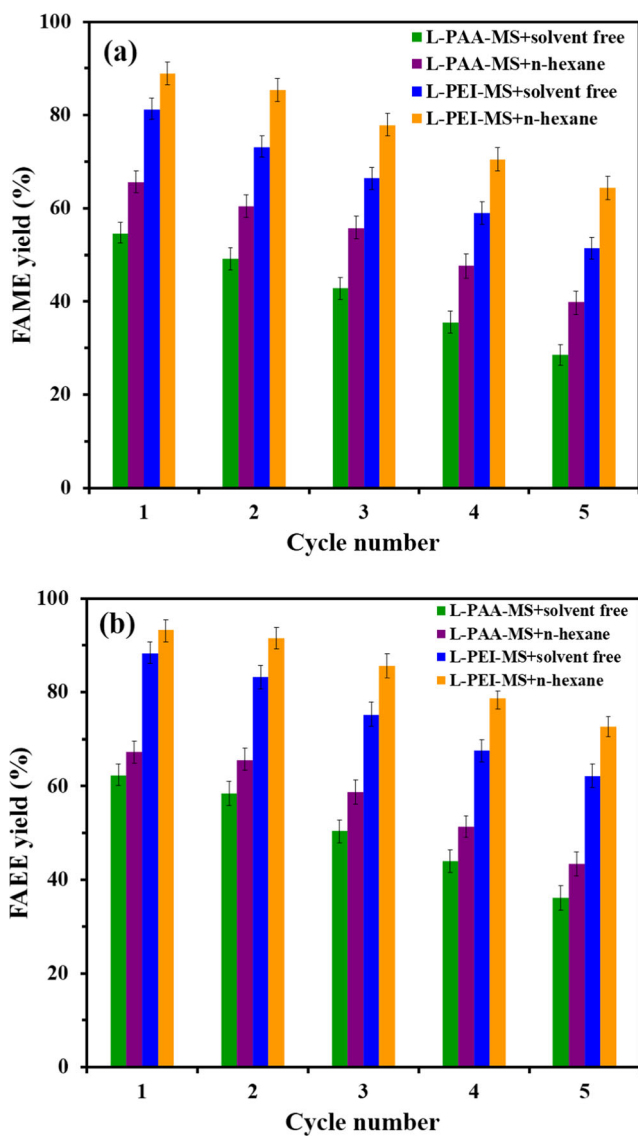 (a)
L-PAA-MS+solvent free
L-PAA-MS+n-hexane
L-PEI-MS+solvent free
L-PEI-MS+n-hexane
FAME yield (%)
100
80
60
40
20
0
1 2 3 4 5
Cycle number
(b)
L-PAA-MS+solvent free
L-PAA-MS+n-hexane
L-PEI-MS+solvent free
L-PEI-MS+n-hexane
FAEE yield (%)
100
80
60
40
20
0
1 2 3 4 5
Cycle number